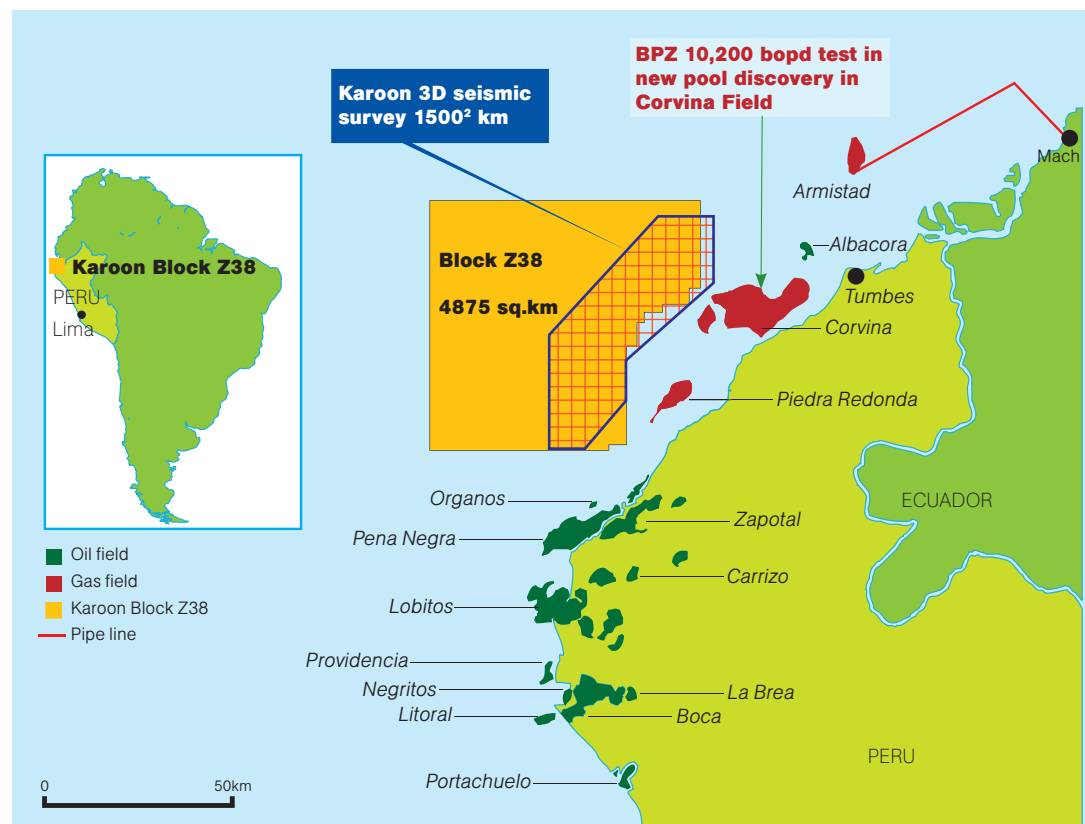 BPZ 10,200 bopd test in
new pool discovery in
Corvina Field
Karoon 3D seismic
survey 1500² km
Mach
Armistad
Albacora
Tumbes
Corvina
Block Z38
4875 sq.km
Karoon Block Z38
PERU
Lima
Piedra Redonda
Organos
Zapotal
Pena Negra
ECUADOR
Carrizo
Lobitos
Oil field
Gas field
Karoon Block Z38
Pipe line
Providencia
Negritos
La Brea
Litoral
Boca
PERU
Portachuelo
0
50km